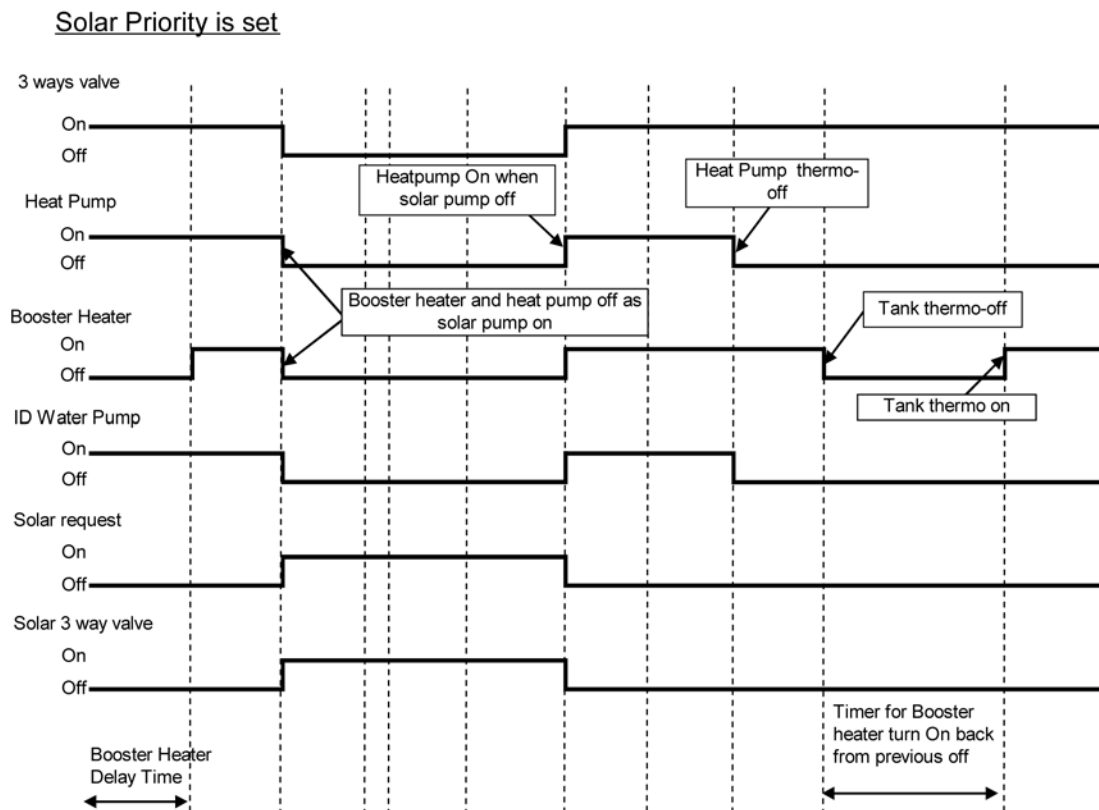 Solar Priority is set
3 ways valve
On
Off
Heatpump On when
solar pump off
Heat Pump thermo-
off
Heat Pump
On
Off
Booster heater and heat pump off as
solar pump on
Tank thermo-off
Booster Heater
On
Off
Tank thermo on
ID Water Pump
On
Off
Solar request
On
Off
Solar 3 way valve
On
Off
Timer for Booster
heater turn On back
from previous off
Booster Heater
Delay Time